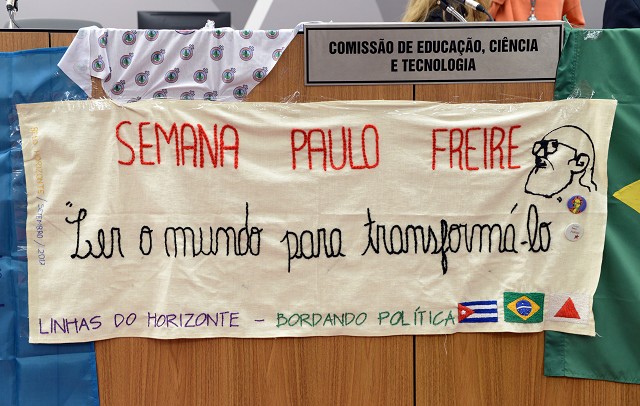 COMISSÃO DE EDUCAÇÃO, CIÊNCIA
E TECNOLOGIA
SEMANA PAULO FREIRE
"Ler o mundo para transformá-lo
LINHAS DO HORIZONTE - BORDANDO POLÍTICA